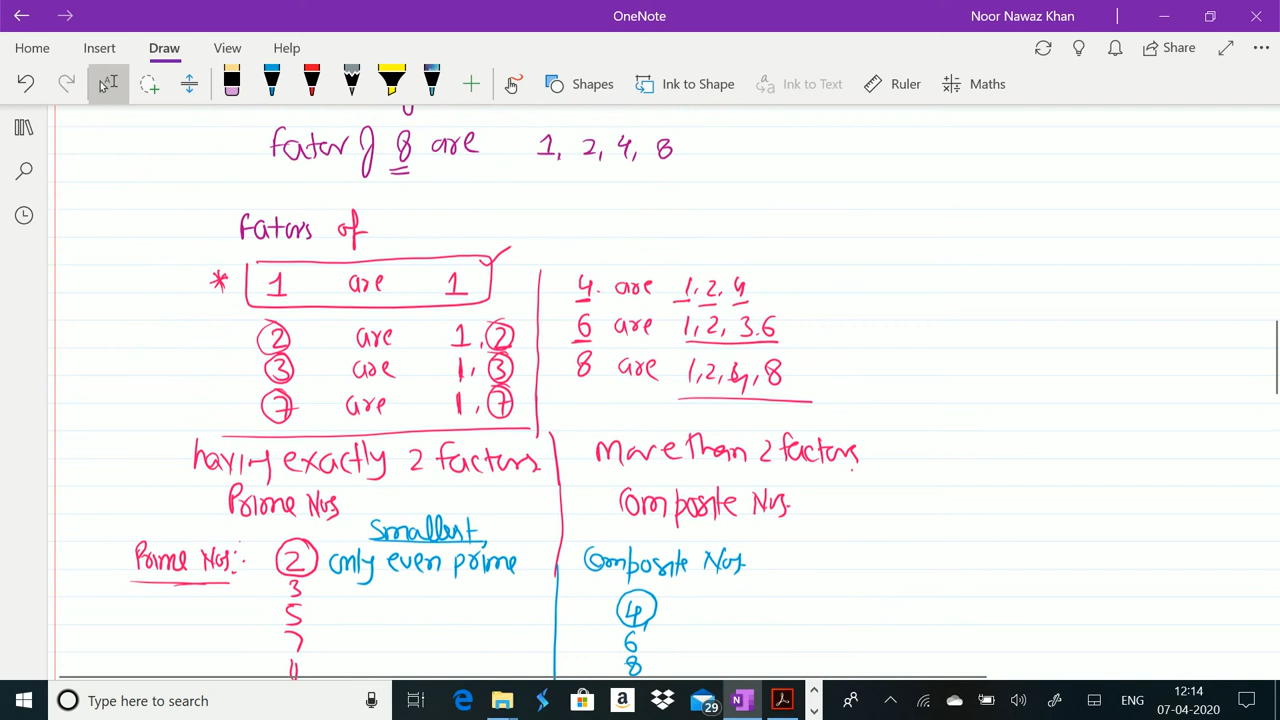 OneNote
Noor Nawaz Khan
Home Insert Draw View Help
Share
Shapes Ink to Shape Ink to Text Ruler Maths
fator of 8 are 1, 2, 4, 8
fators of
* 1 are 1
2 are 1, 2
3 are 1, 3
7 are 1, 7
4. are 1, 2, 4
6 are 1, 2, 3.6
8 are 1, 2, 4, 8
having exactly 2 factors
Prime Nos
More than 2 factors.
Composite Nos.
Prime Nos:- 2 smallest,
only even prime
3
5
7
11
Composite Nos.
4,
6
8
Type here to search
29
ENG
12:14
07-04-2020